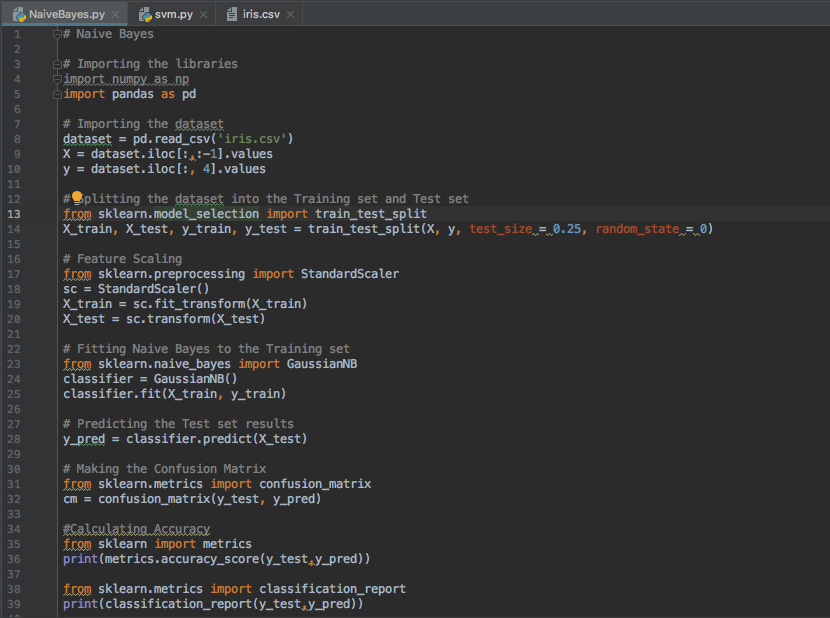 NaiveBayes.py × svm.py × iris.csv ×
1 # Naive Bayes
2
3 # Importing the libraries
4 import numpy as np
5 import pandas as pd
6
7 # Importing the dataset
8 dataset = pd.read_csv('iris.csv')
9 X = dataset.iloc[:,:-1].values
10 y = dataset.iloc[:, 4].values
11
12 # plitting the dataset into the Training set and Test set
13 from sklearn.model_selection import train_test_split
14 X_train, X_test, y_train, y_test = train_test_split(X, y, test_size = 0.25, random_state = 0)
15
16 # Feature Scaling
17 from sklearn.preprocessing import StandardScaler
18 sc = StandardScaler()
19 X_train = sc.fit_transform(X_train)
20 X_test = sc.transform(X_test)
21
22 # Fitting Naive Bayes to the Training set
23 from sklearn.naive_bayes import GaussianNB
24 classifier = GaussianNB()
25 classifier.fit(X_train, y_train)
26
27 # Predicting the Test set results
28 y_pred = classifier.predict(X_test)
29
30 # Making the Confusion Matrix
31 from sklearn.metrics import confusion_matrix
32 cm = confusion_matrix(y_test, y_pred)
33
34 #Calculating Accuracy
35 from sklearn import metrics
36 print(metrics.accuracy_score(y_test,y_pred))
37
38 from sklearn.metrics import classification_report
39 print(classification_report(y_test,y_pred))